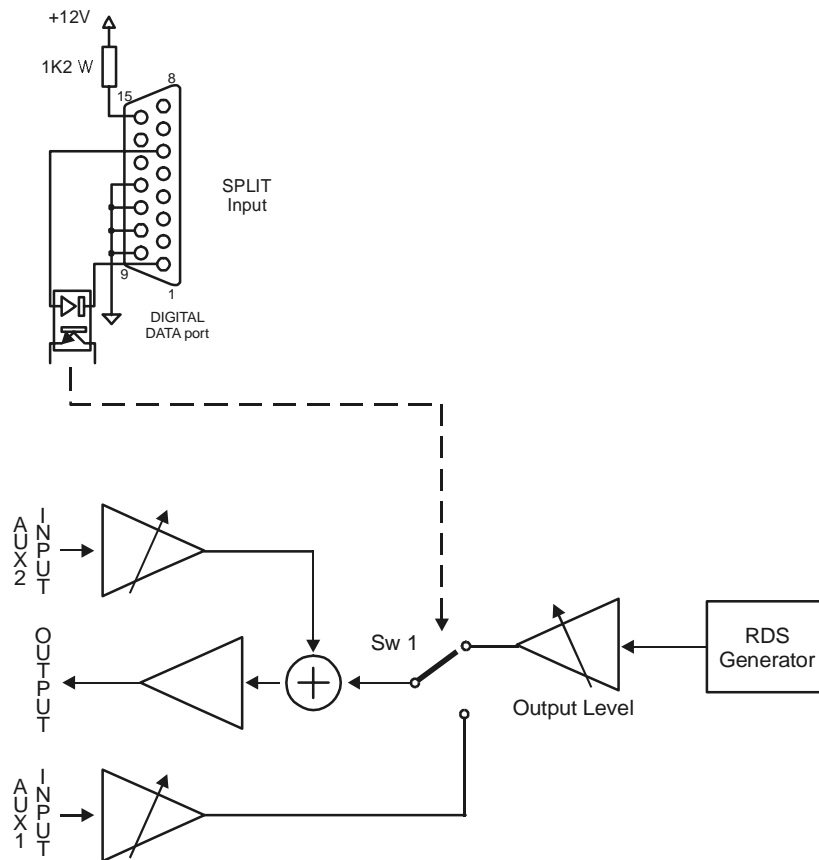 +12V
1K2 W
8
15
SPLIT
Input
9
1
DIGITAL
DATA port
AUX2
INPUT
Sw 1
RDS
Generator
OUTPUT
Output Level
AUX1
INPUT